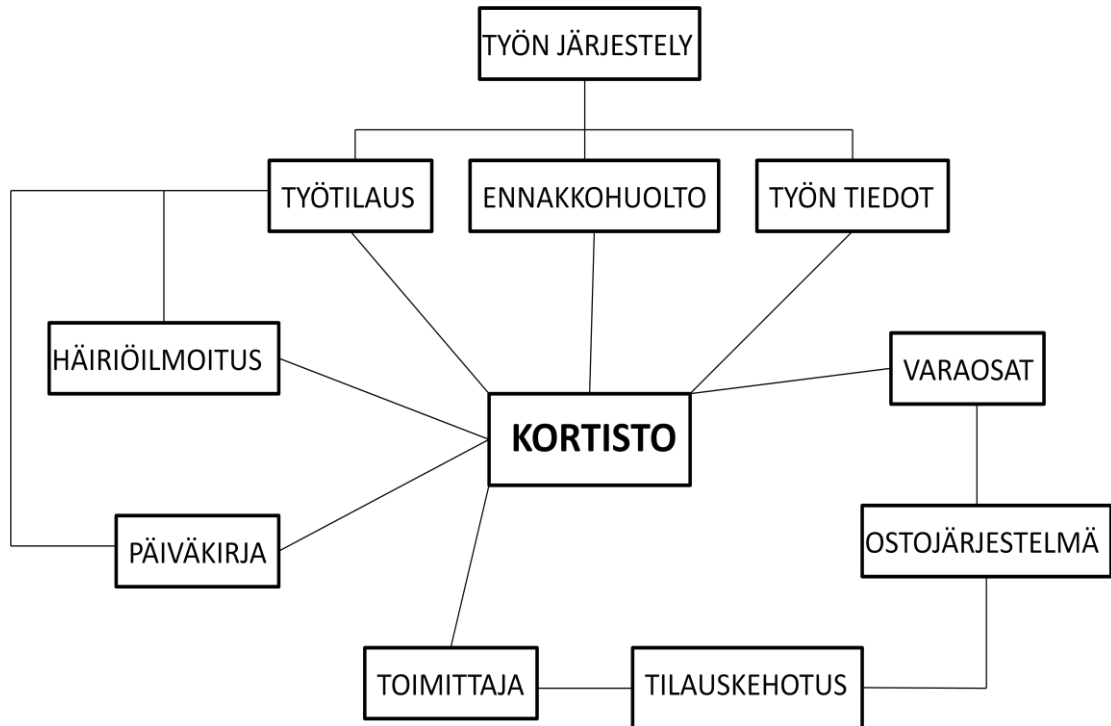 TYÖN JÄRJESTELY
TYÖTILAUS
ENNAKKOHUOLTO
TYÖN TIEDOT
HÄIRIÖILMOITUS
VARAOSAT
KORTISTO
OSTOJÄRJESTELMÄ
PÄIVÄKIRJA
TOIMITTAJA
TILAUSKEHOTUS